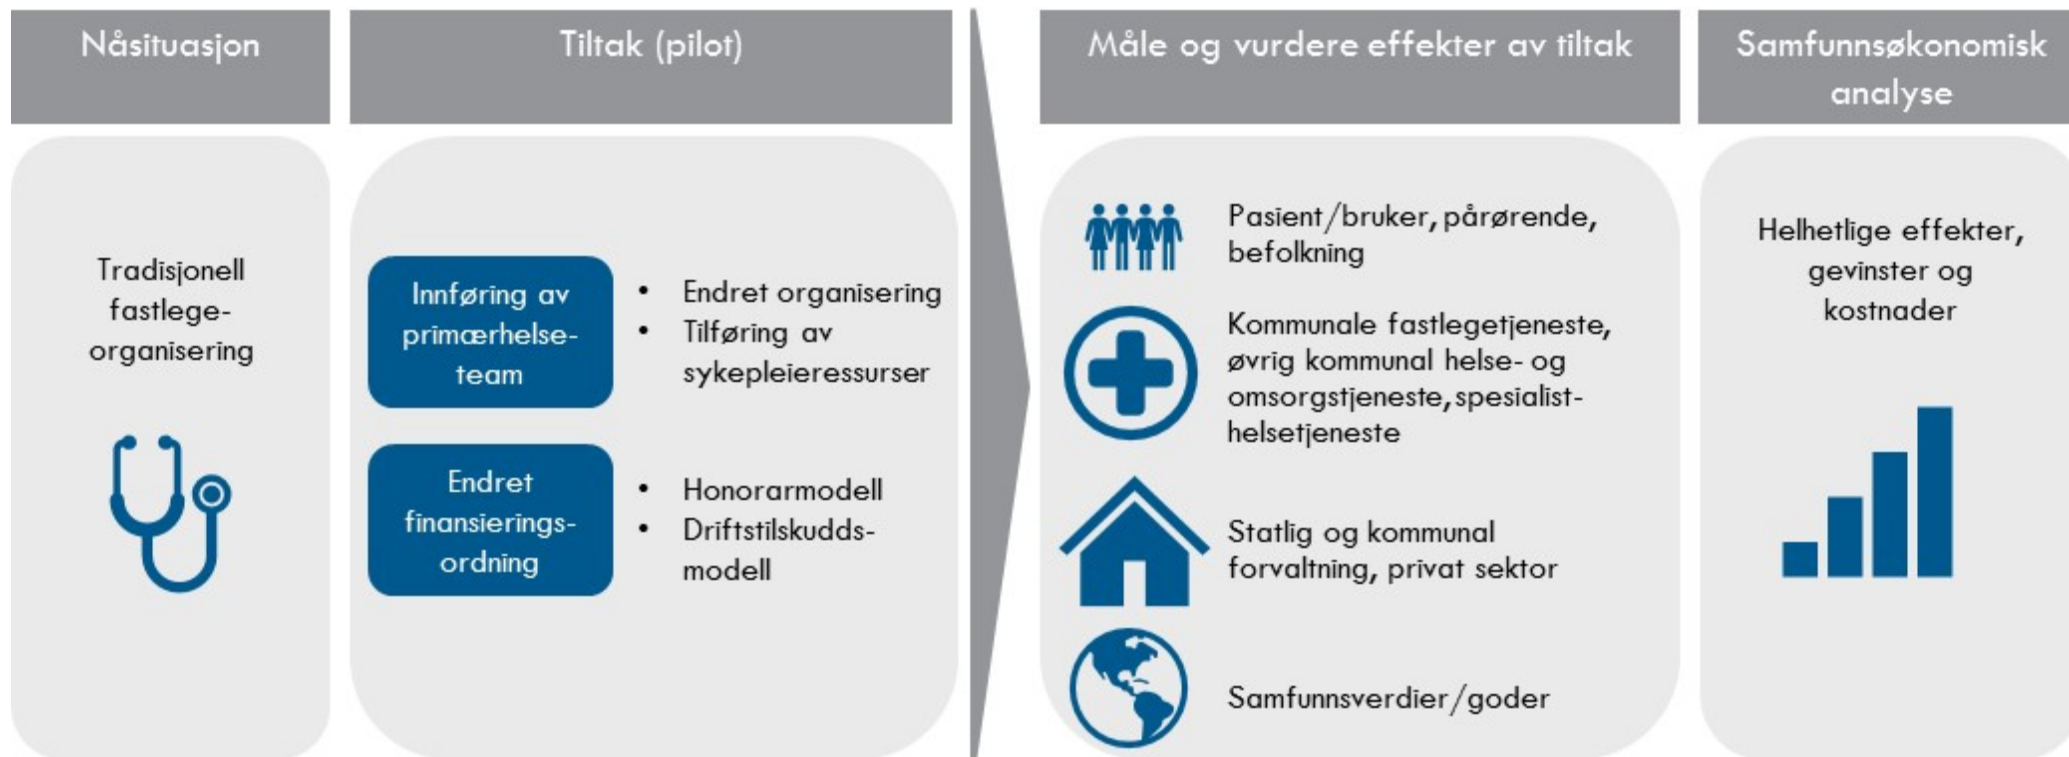 Nåsituasjon
Tiltak (pilot)
Måle og vurdere effekter av tiltak
Samfunnsøkonomisk
analyse
Tradisjonell
fastlege-
organisering
Innføring av
primærhelse-
team
• Endret organisering
• Tilføring av
sykepleieressurser
Endret
finansierings-
ordning
• Honorarmodell
• Driftstilskudds-
modell
Pasient/bruker, pårørende,
befolkning
Kommunale fastlegetjeneste,
øvrig kommunal helse- og
omsorgstjeneste, spesialist-
helsetjeneste
Statlig og kommunal
forvaltning, privat sektor
Samfunnsverdier/goder
Helhetlige effekter,
gevinster og
kostnader